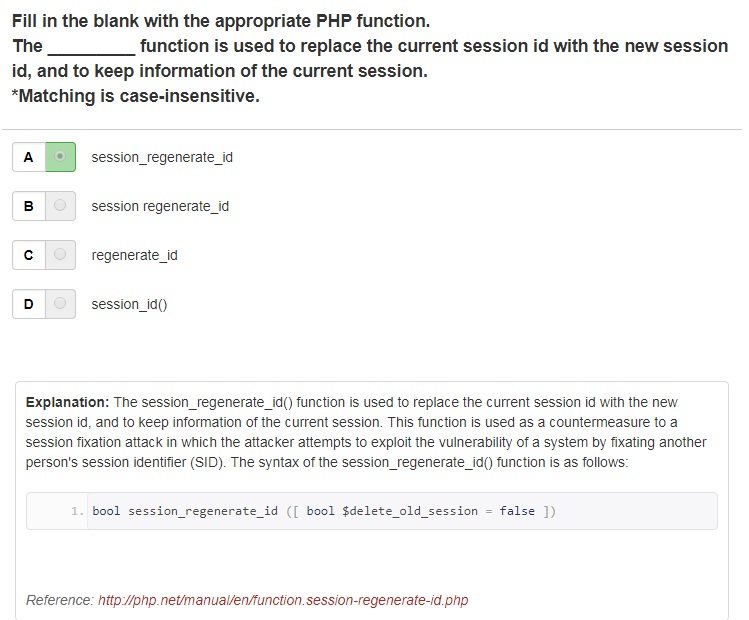 Fill in the blank with the appropriate PHP function.
The _________ function is used to replace the current session id with the new session
id, and to keep information of the current session.
*Matching is case-insensitive.
A session_regenerate_id
B session regenerate_id
C regenerate_id
D session_id()
Explanation: The session_regenerate_id() function is used to replace the current session id with the new
session id, and to keep information of the current session. This function is used as a countermeasure to a
session fixation attack in which the attacker attempts to exploit the vulnerability of a system by fixating another
person's session identifier (SID). The syntax of the session_regenerate_id() function is as follows:
1. bool session_regenerate_id ([ bool $delete_old_session = false ])
Reference: http://php.net/manual/en/function.session-regenerate-id.php